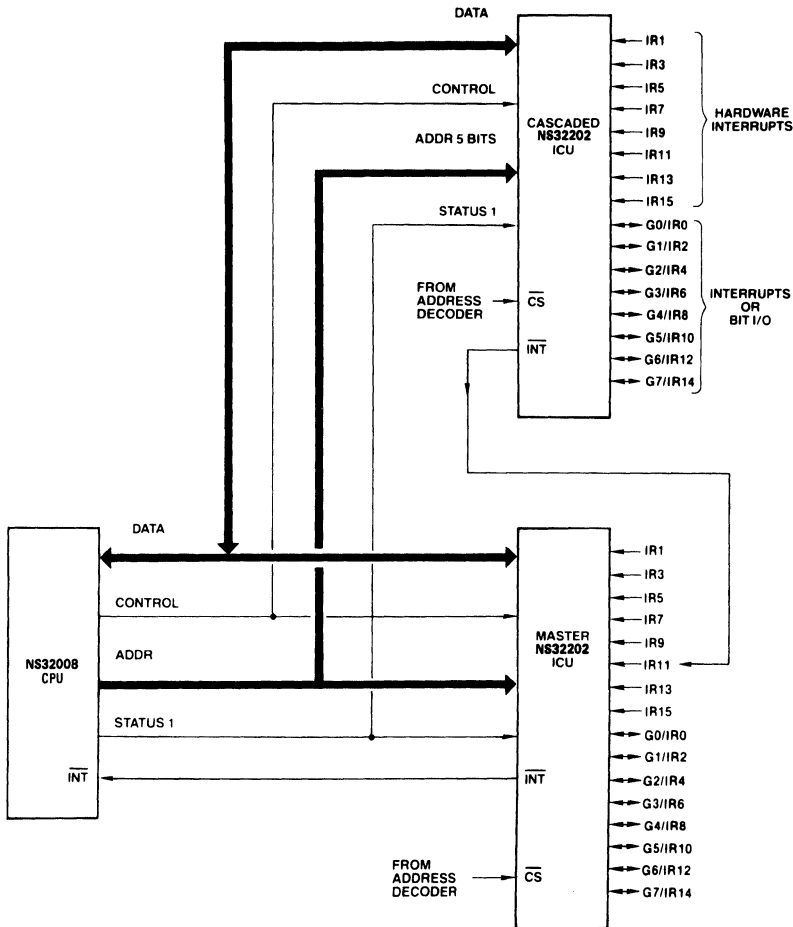 DATA
CONTROL
ADDR 5 BITS
STATUS 1
FROM
ADDRESS
DECODER
CS
INT
CASCADED
NS32202
ICU
IR1
IR3
IR5
IR7
IR9
IR11
IR13
IR15
G0/IR0
G1/IR2
G2/IR4
G3/IR6
G4/IR8
G5/IR10
G6/IR12
G7/IR14
HARDWARE
INTERRUPTS
INTERRUPTS
OR
BIT I/O
NS32008
CPU
INT
DATA
CONTROL
ADDR
STATUS 1
MASTER
NS32202
ICU
INT
FROM
ADDRESS
DECODER
CS
IR1
IR3
IR5
IR7
IR9
IR11
IR13
IR15
G0/IR0
G1/IR2
G2/IR4
G3/IR6
G4/IR8
G5/IR10
G6/IR12
G7/IR14